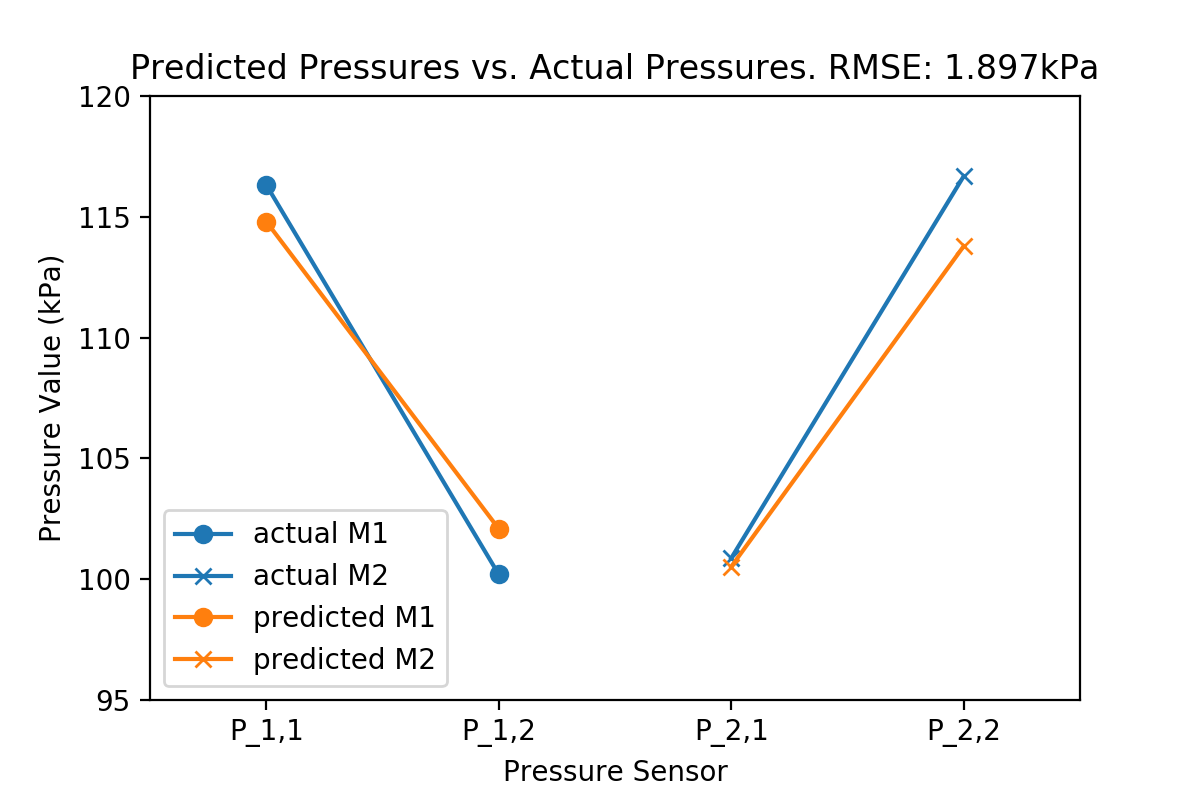 Predicted Pressures vs. Actual Pressures. RMSE: 1.897kPa
120
115
110
105
100
95
Pressure Value (kPa)
actual M1
actual M2
predicted M1
predicted M2
P_1,1 P_1,2 P_2,1 P_2,2
Pressure Sensor